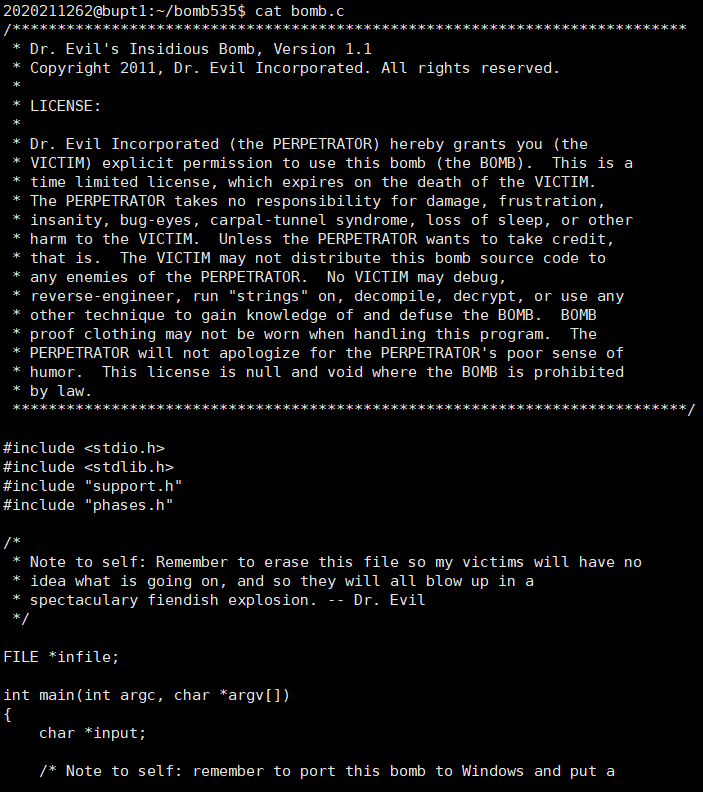 2020211262@bupt1:~/bomb535$ cat bomb.c
/***************************************************************************
 * Dr. Evil's Insidious Bomb, Version 1.1
 * Copyright 2011, Dr. Evil Incorporated. All rights reserved.
 *
 * LICENSE:
 *
 * Dr. Evil Incorporated (the PERPETRATOR) hereby grants you (the
 * VICTIM) explicit permission to use this bomb (the BOMB).  This is a
 * time limited license, which expires on the death of the VICTIM.
 * The PERPETRATOR takes no responsibility for damage, frustration,
 * insanity, bug-eyes, carpal-tunnel syndrome, loss of sleep, or other
 * harm to the VICTIM.  Unless the PERPETRATOR wants to take credit,
 * that is.  The VICTIM may not distribute this bomb source code to
 * any enemies of the PERPETRATOR.  No VICTIM may debug,
 * reverse-engineer, run "strings" on, decompile, decrypt, or use any
 * other technique to gain knowledge of and defuse the BOMB.  BOMB
 * proof clothing may not be worn when handling this program.  The
 * PERPETRATOR will not apologize for the PERPETRATOR's poor sense of
 * humor.  This license is null and void where the BOMB is prohibited
 * by law.
 ***************************************************************************/

#include <stdio.h>
#include <stdlib.h>
#include "support.h"
#include "phases.h"

/*
 * Note to self: Remember to erase this file so my victims will have no
 * idea what is going on, and so they will all blow up in a
 * spectaculary fiendish explosion. -- Dr. Evil
 */

FILE *infile;

int main(int argc, char *argv[])
{
    char *input;

    /* Note to self: remember to port this bomb to Windows and put a